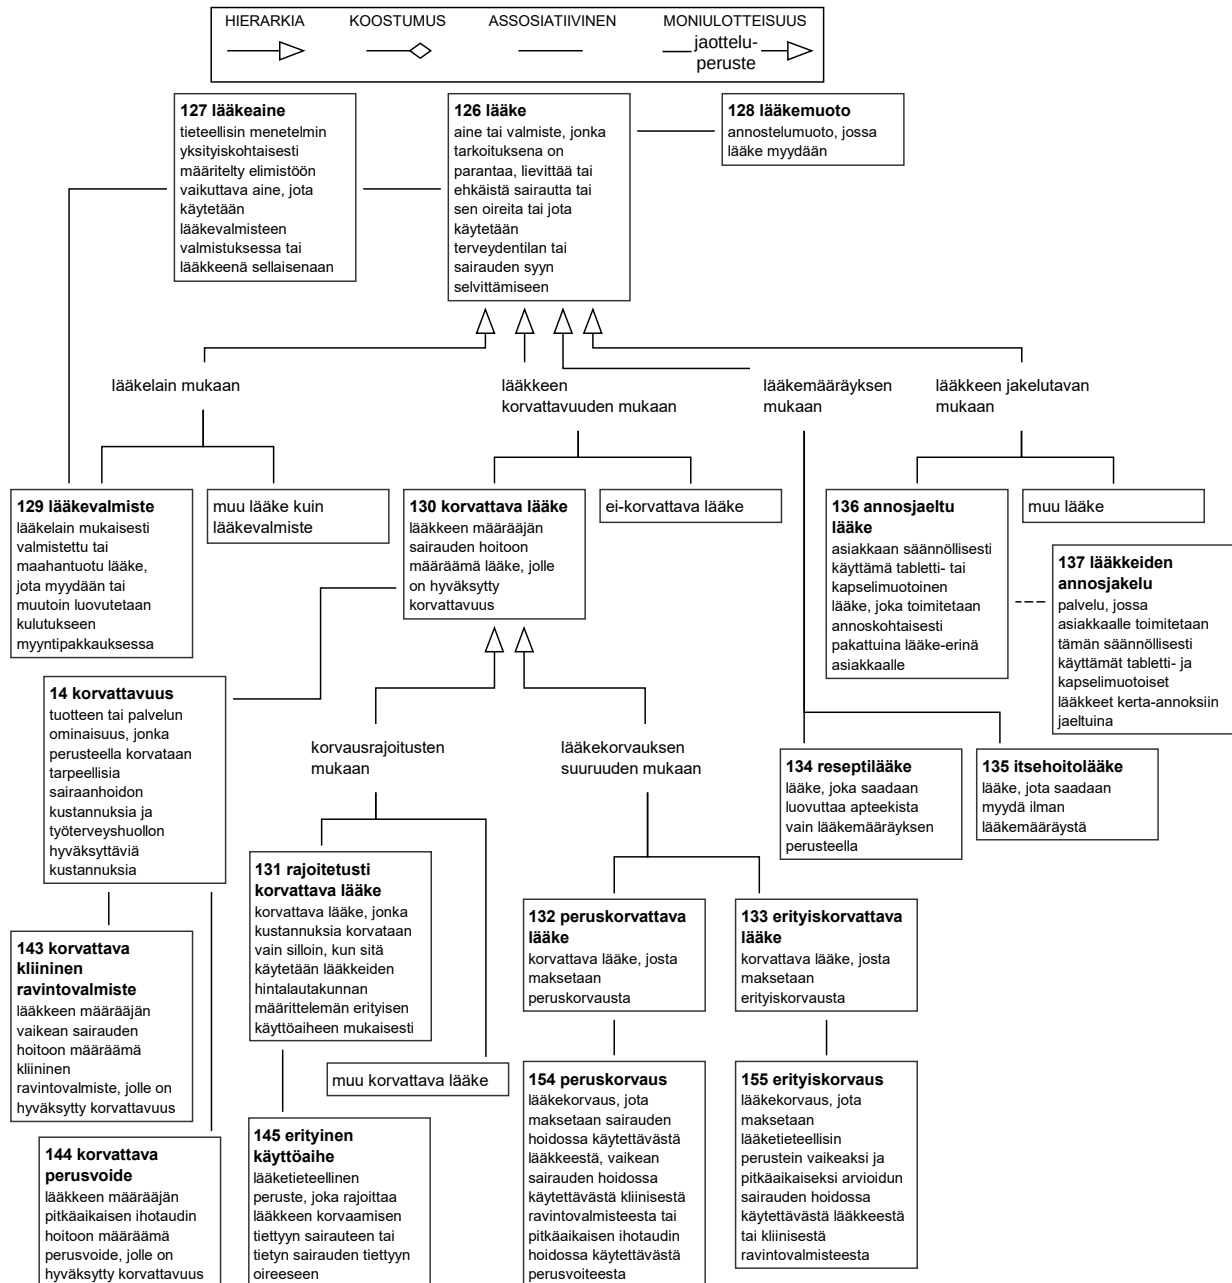 HIERARKIA
KOOSTUMUS
ASSOSIATIIVINEN
MONIULOTTEISUUS
jaottelu-
peruste
127 lääkeaine
tieteellisin menetelmin
yksityiskohtaisesti
määritelty elimistöön
vaikuttava aine, jota
käytetään
lääkevalmisteen
valmistuksessa tai
lääkkeenä sellaisenaan
126 lääke
aine tai valmiste, jonka
tarkoituksena on
parantaa, lievittää tai
ehkäistä sairautta tai
sen oireita tai jota
käytetään
terveydentilan tai
sairauden syyn
selvittämiseen
128 lääkemuoto
annostelumuoto, jossa
lääke myydään
lääkelain mukaan
lääkkeen
korvattavuuden mukaan
lääkemääräyksen
mukaan
lääkkeen jakelutavan
mukaan
129 lääkevalmiste
lääkelain mukaisesti
valmistettu tai
maahantuotu lääke,
jota myydään tai
muutoin luovutetaan
kulutukseen
myyntipakkauksessa
muu lääke kuin
lääkevalmiste
130 korvattava lääke
lääkkeen määrääjän
sairauden hoitoon
määräämä lääke, jolle
on hyväksytty
korvattavuus
ei-korvattava lääke
136 annosjaeltu
lääke
asiakkaan säännöllisesti
käyttämä tabletti- tai
kapselimuotoinen
lääke, joka toimitetaan
annoskohtaisesti
pakattuina lääke-erinä
asiakkaalle
muu lääke
137 lääkkeiden
annosjakelu
palvelu, jossa
asiakkaalle toimitetaan
tämän säännöllisesti
käyttämät tabletti- ja
kapselimuotoiset
lääkkeet kerta-annoksiin
jaeltuina
14 korvattavuus
tuotteen tai palvelun
ominaisuus, jonka
perusteella korvataan
tarpeellisia
sairaanhoidon
kustannuksia ja
työterveyshuollon
hyväksyttäviä
kustannuksia
korvausrajoitusten
mukaan
lääkekorvauksen
suuruuden mukaan
134 reseptilääke
lääke, joka saadaan
luovuttaa apteekista
vain lääkemääräyksen
perusteella
135 itsehoitolääke
lääke, jota saadaan
myydä ilman
lääkemääräystä
131 rajoitetusti
korvattava lääke
korvattava lääke, jonka
kustannuksia korvataan
vain silloin, kun sitä
käytetään lääkkeiden
hintalautakunnan
määrittelemän erityisen
käyttöaiheen mukaisesti
132 peruskorvattava
lääke
korvattava lääke, josta
maksetaan
peruskorvausta
133 erityiskorvattava
lääke
korvattava lääke, josta
maksetaan
erityiskorvausta
143 korvattava
kliininen
ravintovalmiste
lääkkeen määrääjän
vaikean sairauden
hoitoon määräämä
kliininen
ravintovalmiste, jolle on
hyväksytty korvattavuus
muu korvattava lääke
144 korvattava
perusvoide
lääkkeen määrääjän
pitkäaikaisen ihotaudin
hoitoon määräämä
perusvoide, jolle on
hyväksytty korvattavuus
145 erityinen
käyttöaihe
lääketieteellinen
peruste, joka rajoittaa
lääkkeen korvaamisen
tiettyyn sairauteen tai
tietyn sairauden tiettyyn
oireeseen
154 peruskorvaus
lääkekorvaus, jota
maksetaan sairauden
hoidossa käytettävästä
lääkkeestä, vaikean
sairauden hoidossa
käytettävästä kliinisestä
ravintovalmisteesta tai
pitkäaikaisen ihotaudin
hoidossa käytettävästä
perusvoiteesta
155 erityiskorvaus
lääkekorvaus, jota
maksetaan
lääketieteellisin
perustein vaikeaksi ja
pitkäaikaiseksi arvioidun
sairauden hoidossa
käytettävästä lääkkeestä
tai kliinisestä
ravintovalmisteesta